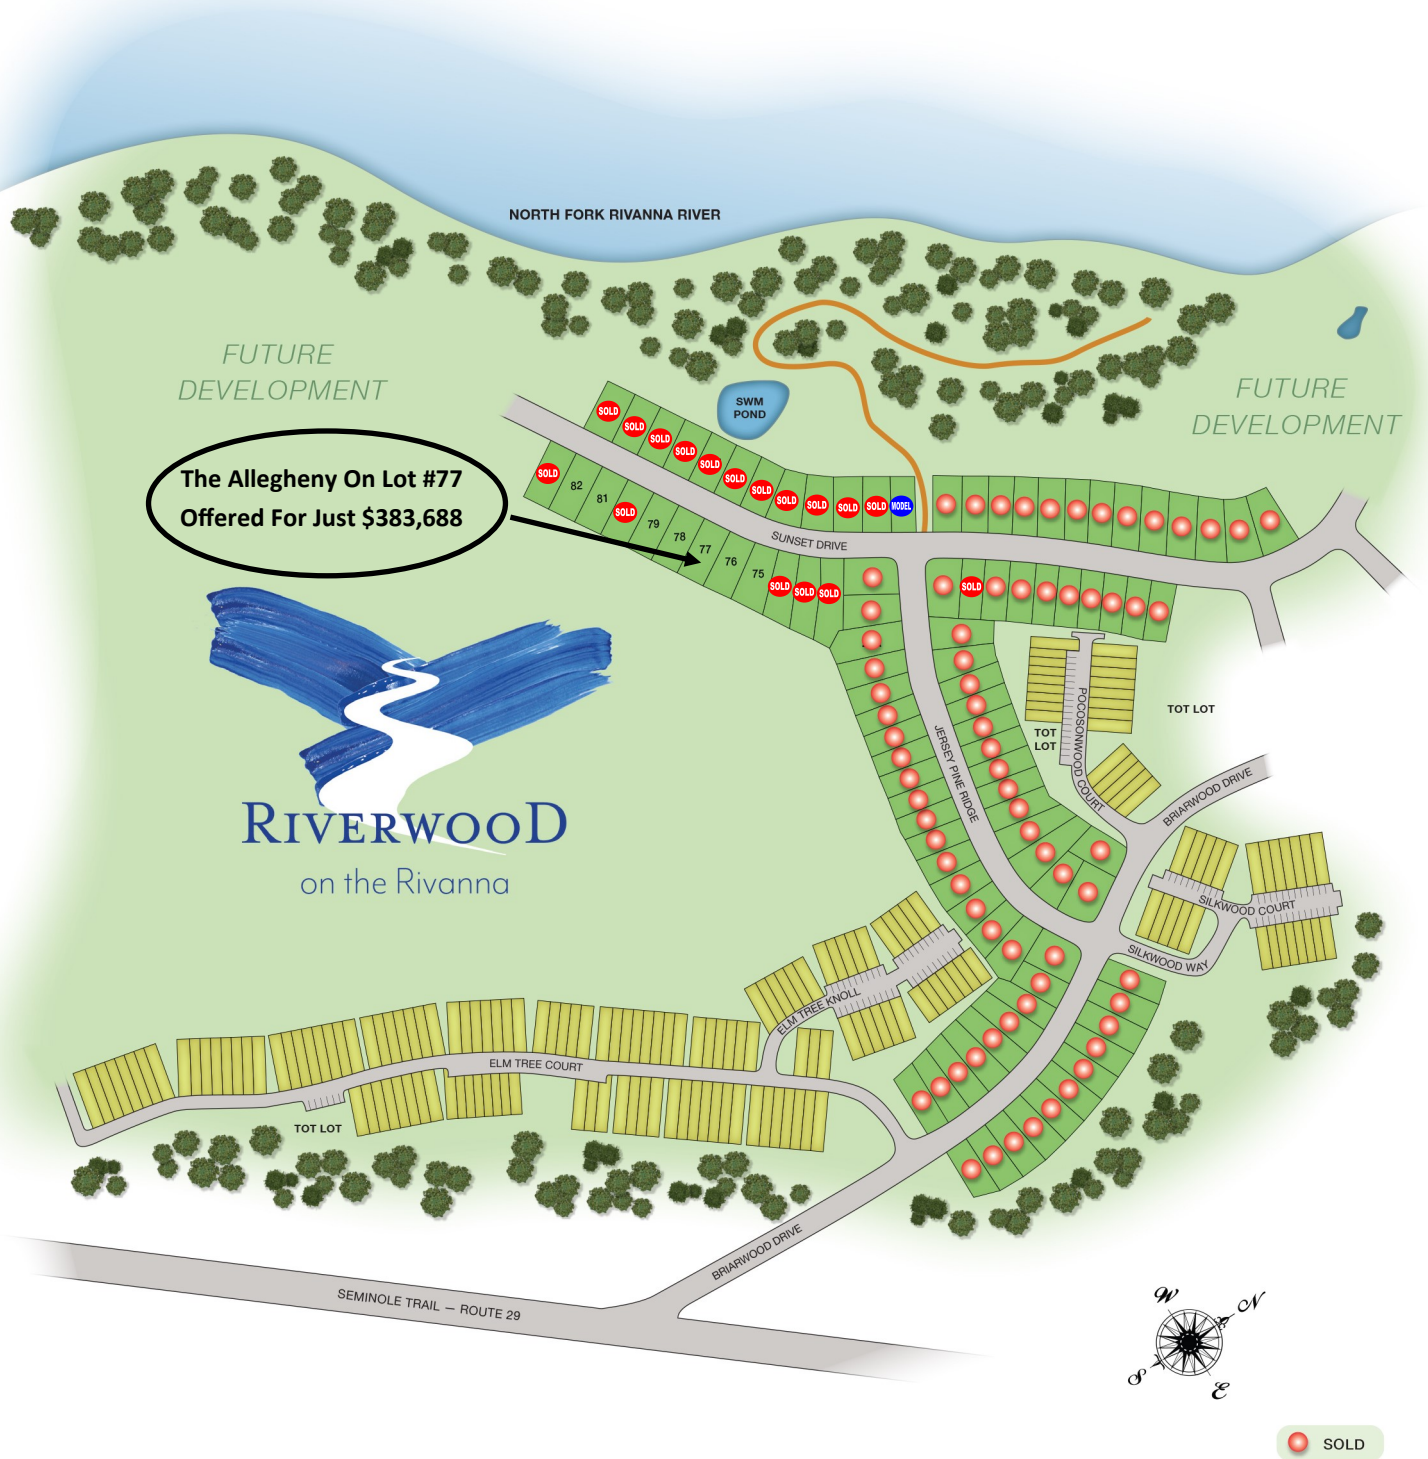 NORTH FORK RIVANNA RIVER
FUTURE
DEVELOPMENT
FUTURE
DEVELOPMENT
SWM
POND
The Allegheny On Lot #77
Offered For Just $383,688
SOLD
SOLD
SOLD
SOLD
SOLD
SOLD
SOLD
SOLD
SOLD
SOLD
SOLD
MODEL
SOLD
82
81
SOLD
79
78
77
76
75
SOLD
SOLD
SOLD
SUNSET DRIVE
SOLD
POCOSONWOOD COURT
TOT LOT
TOT
LOT
JERSEY PINE RIDGE
BRIARWOOD DRIVE
RIVERWOOD
on the Rivanna
SILKWOOD COURT
SILKWOOD WAY
ELM TREE KNOLL
ELM TREE COURT
TOT LOT
BRIARWOOD DRIVE
SEMINOLE TRAIL — ROUTE 29
W
N
S
E
SOLD